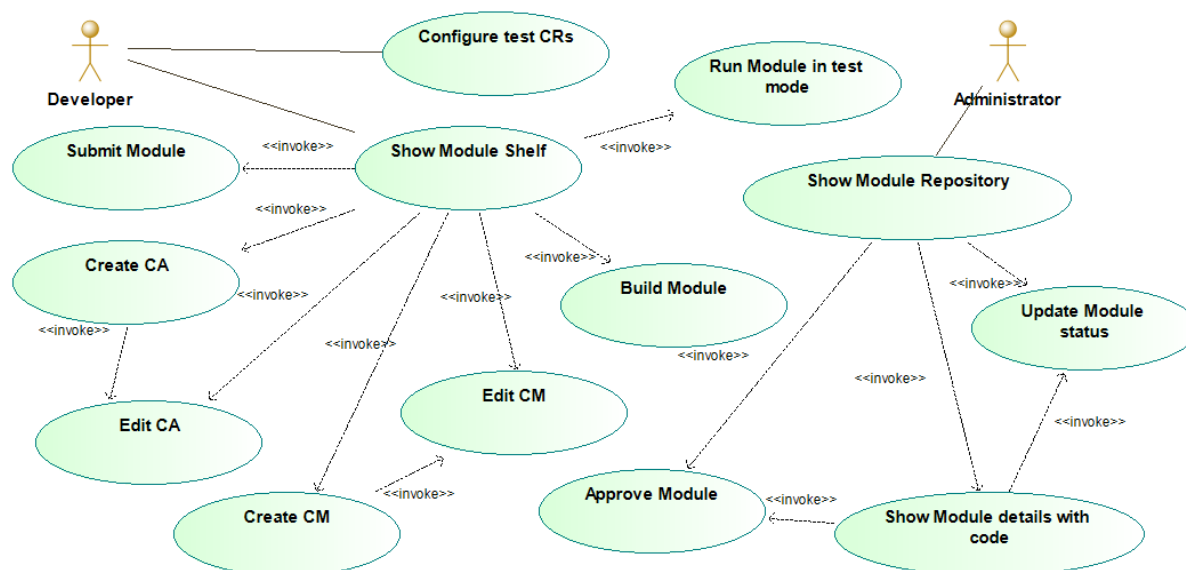 Configure test CRs
Run Module in test
mode
Developer
Administrator
Submit Module
<<invoke>>
Show Module Shelf
<<invoke>>
Show Module Repository
<<invoke>>
<<invoke>>
Create CA
<<invoke>>
<<invoke>>
Build Module
<<invoke>>
Update Module
status
<<invoke>>
<<invoke>>
<<invoke>>
<<invoke>>
<<invoke>>
Edit CM
Edit CA
<<invoke>>
<<invoke>>
Create CM
Approve Module
<<invoke>>
Show Module details with
code